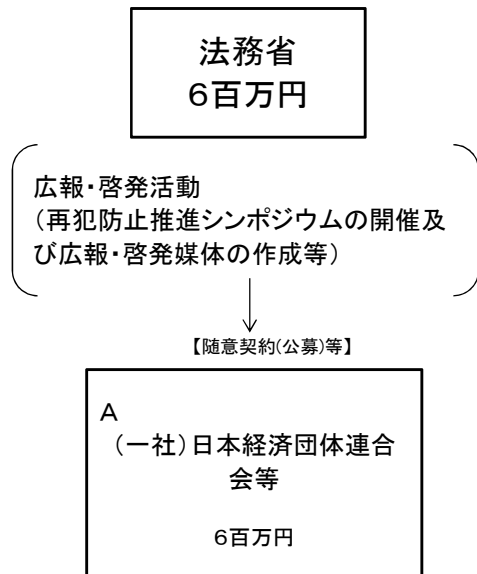 法務省
６百万円
広報・啓発活動
（再犯防止推進シンポジウムの開催及
び広報・啓発媒体の作成等）
【随意契約(公募)等】
Ａ
（一社）日本経済団体連合
会等
６百万円